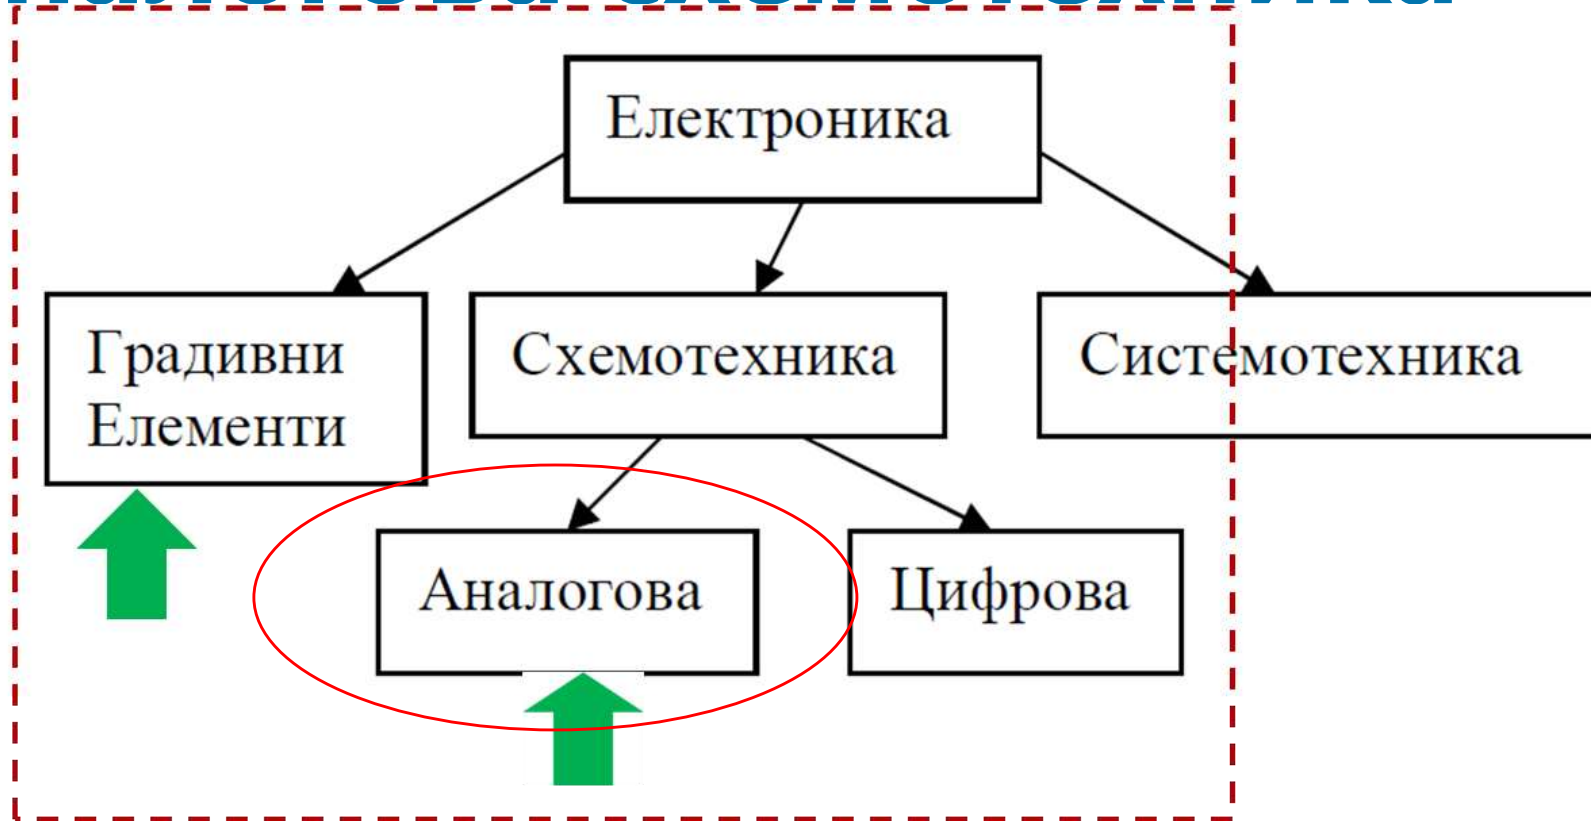 Електроника
Градивни
Елементи
Схемотехника
Системотехника
Аналогова
Цифрова